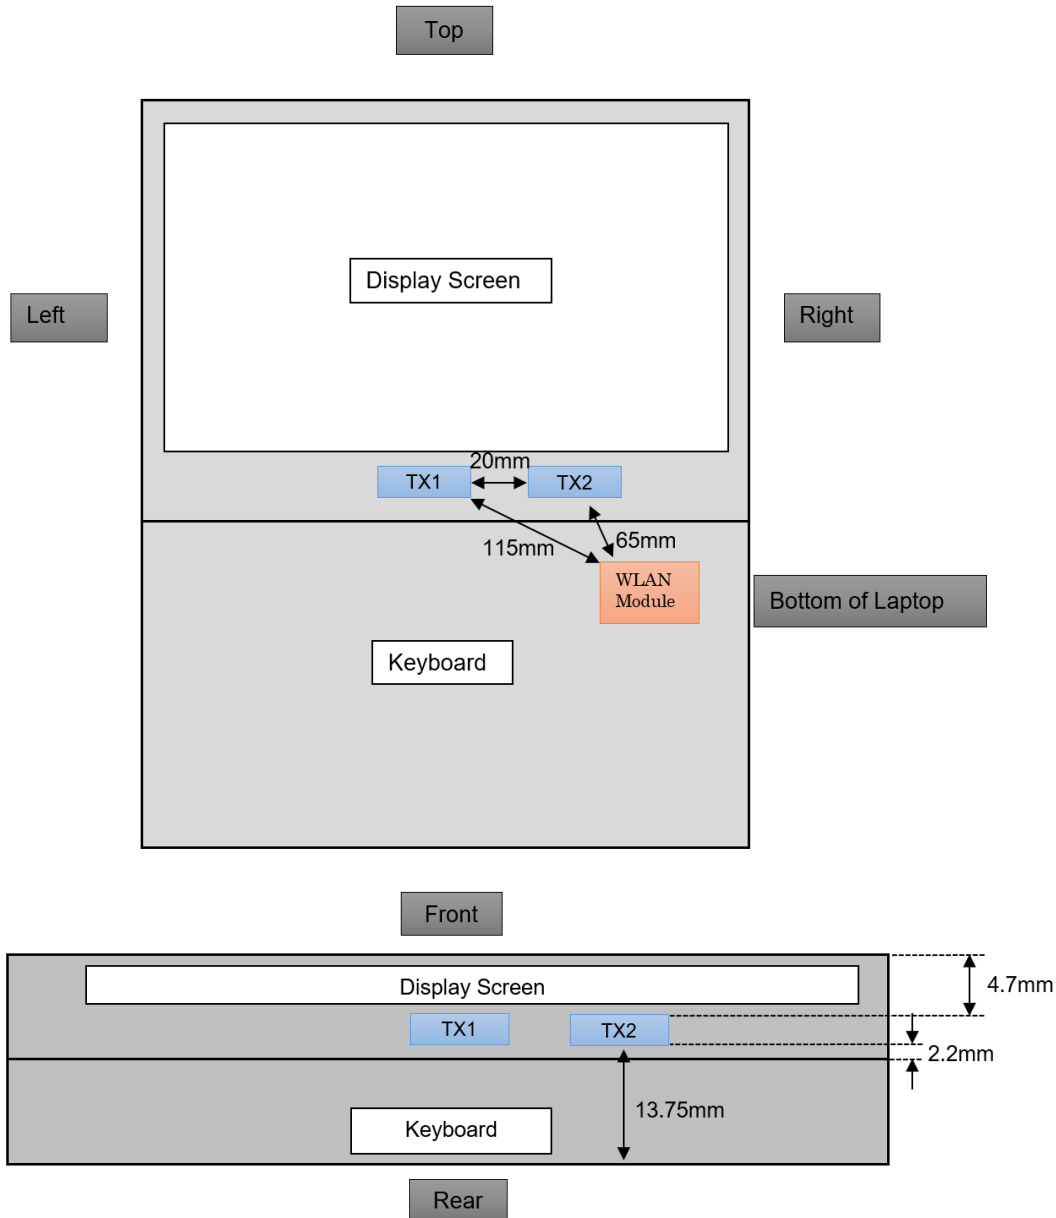 Top
Display Screen
Left
Right
20mm
TX1
TX2
115mm
65mm
WLAN
Module
Bottom of Laptop
Keyboard
Front
Display Screen
4.7mm
TX1
TX2
2.2mm
13.75mm
Keyboard
Rear